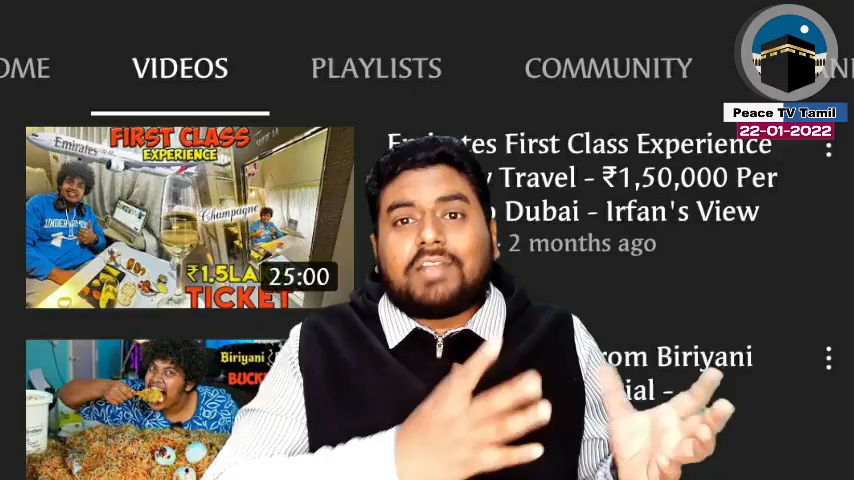 OME VIDEOS PLAYLISTS COMMUNITY
Peace TV Tamil
22-01-2022
FIRST CLASS
EXPERIENCE
Emirates
Champagne
₹1.5LA
TICKET
25:00
Emirates First Class Experience
y Travel - ₹1,50,000 Per
o Dubai - Irfan's View
2 months ago
Biriyani
BUCK
rom Biriyani
ial -